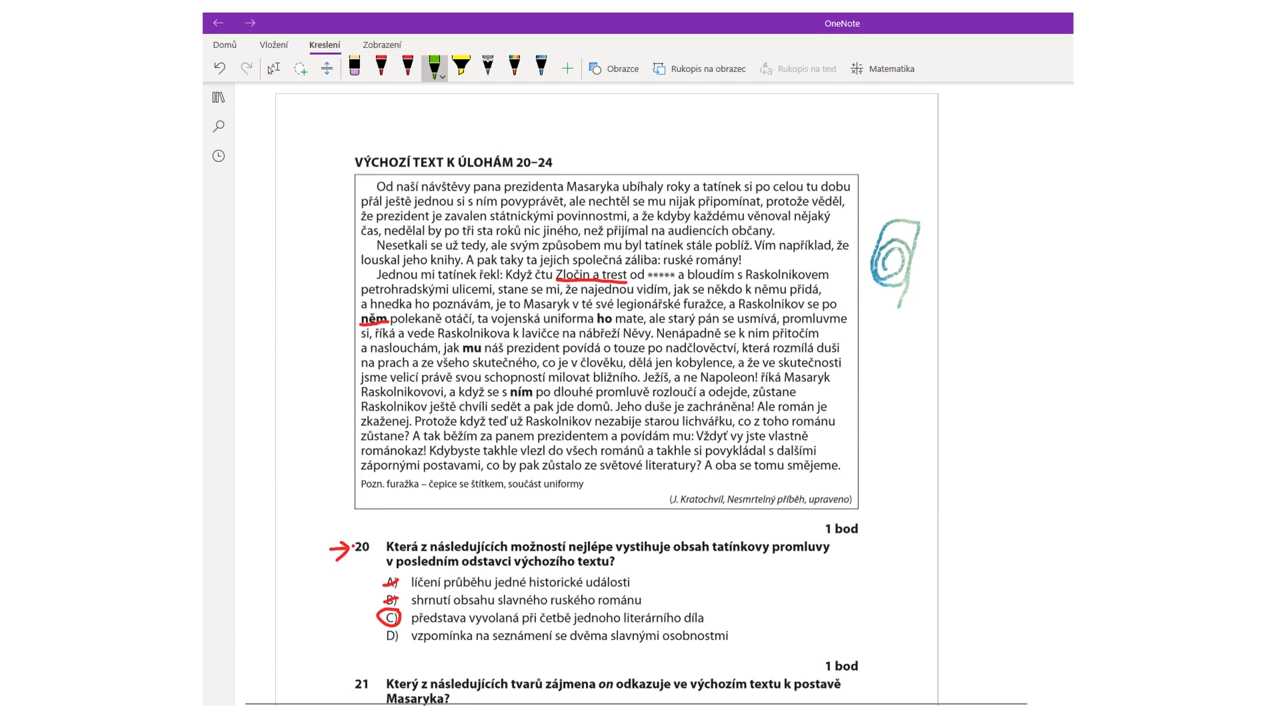 OneNote
Domů Vložení Kreslení Zobrazení
Obrazce Rukopis na obrazec Rukopis na text Matematika
VÝCHOZÍ TEXT K ÚLOHÁM 20–24
Od naší návštěvy pana prezidenta Masaryka ubíhaly roky a tatínek si po celou tu dobu
přál ještě jednou si s ním povyprávět, ale nechtěl se mu nijak připomínat, protože věděl,
že prezident je zavalen státnickými povinnostmi, a že kdyby každému věnoval nějaký
čas, nedělal by po tři sta roků nic jiného, než přijímal na audiencích občany.
Nesetkali se už tedy, ale svým způsobem mu byl tatínek stále poblíž. Vím například, že
louskal jeho knihy. A pak taky ta jejich společná záliba: ruské romány!
Jednou mi tatínek řekl: Když čtu Zločin a trest od ***** a bloudím s Raskolnikovem
petrohradskými ulicemi, stane se mi, že najednou vidím, jak se někdo k němu přidá,
a hnedka ho poznávám, je to Masaryk v té své legionářské furažce, a Raskolnikov se po
něm polekaně otáčí, ta vojenská uniforma ho mate, ale starý pán se usmívá, promluvme
si, říká a vede Raskolnikova k lavičce na nábřeží Něvy. Nenápadně se k nim přitočím
a naslouchám, jak mu náš prezident povídá o touze po nadčlověctví, která rozmílá duši
na prach a ze všeho skutečného, co je v člověku, dělá jen kobylence, a že ve skutečnosti
jsme velicí právě svou schopností milovat bližního. Ježíš, a ne Napoleon! říká Masaryk
Raskolnikovovi, a když se s ním po dlouhé promluvě rozloučí a odejde, zůstane
Raskolnikov ještě chvíli sedět a pak jde domů. Jeho duše je zachráněna! Ale román je
zkaženej. Protože když teď už Raskolnikov nezabije starou lichvářku, co z toho románu
zůstane? A tak běžím za panem prezidentem a povídám mu: Vždyť vy jste vlastně
románokaz! Kdybyste takhle vlezl do všech románů a takhle si povykládal s dalšími
zápornými postavami, co by pak zůstalo ze světové literatury? A oba se tomu smějeme.
Pozn. furažka – čepice se štítkem, součást uniformy
(J. Kratochvil, Nesmrtelný příběh, upraveno)
1 bod
20 Která z následujících možností nejlépe vystihuje obsah tatínkovy promluvy
v posledním odstavci výchozího textu?
A) líčení průběhu jedné historické události
B) shrnutí obsahu slavného ruského románu
C) představa vyvolaná při četbě jednoho literárního díla
D) vzpomínka na seznámení se dvěma slavnými osobnostmi
1 bod
21 Který z následujících tvarů zájmena on odkazuje ve výchozím textu k postavě
Masaryka?